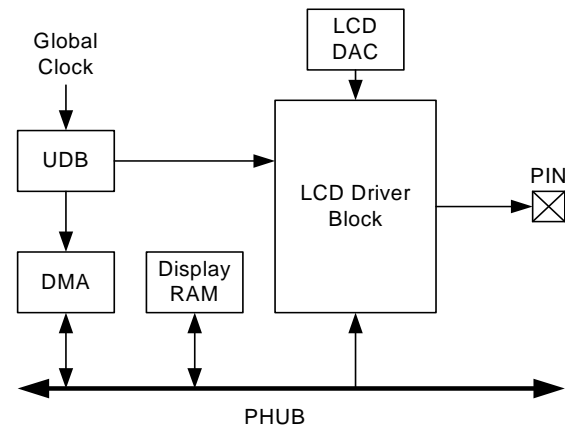 LCD
DAC
Global
Clock
UDB
LCD Driver
Block
PIN
DMA
Display
RAM
PHUB